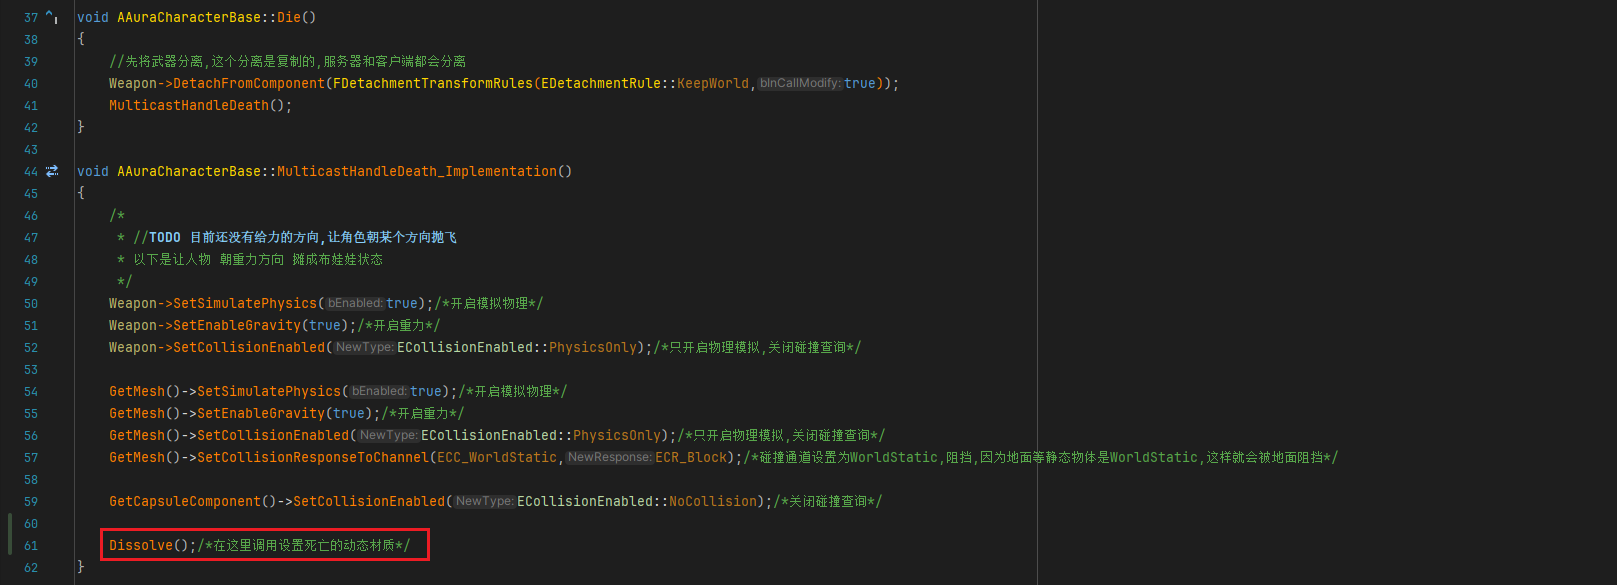 37 void AAuraCharacterBase::Die()
38 {
39 //先将武器分离,这个分离是复制的,服务器和客户端都会分离
40 Weapon->DetachFromComponent(FDetachmentTransformRules(EDetachmentRule::KeepWorld,bInCallModify:true));
41 MulticastHandleDeath();
42 }
43
44 void AAuraCharacterBase::MulticastHandleDeath_Implementation()
45 {
46 /*
47 * //TODO 目前还没有给力的方向,让角色朝某个方向抛飞
48 * 以下是让人物 朝重力方向 摊成布娃娃状态
49 */
50 Weapon->SetSimulatePhysics(bEnabled:true);/*开启模拟物理*/
51 Weapon->SetEnableGravity(true);/*开启重力*/
52 Weapon->SetCollisionEnabled(NewType:ECollisionEnabled::PhysicsOnly);/*只开启物理模拟,关闭碰撞查询*/
53
54 GetMesh()->SetSimulatePhysics(bEnabled:true);/*开启模拟物理*/
55 GetMesh()->SetEnableGravity(true);/*开启重力*/
56 GetMesh()->SetCollisionEnabled(NewType:ECollisionEnabled::PhysicsOnly);/*只开启物理模拟,关闭碰撞查询*/
57 GetMesh()->SetCollisionResponseToChannel(ECC_WorldStatic,NewResponse:ECR_Block);/*碰撞通道设置为WorldStatic,阻挡,因为地面等静态物体是WorldStatic,这样就会被地面阻挡*/
58
59 GetCapsuleComponent()->SetCollisionEnabled(NewType:ECollisionEnabled::NoCollision);/*关闭碰撞查询*/
60
61 Dissolve();/*在这里调用设置死亡的动态材质*/
62 }